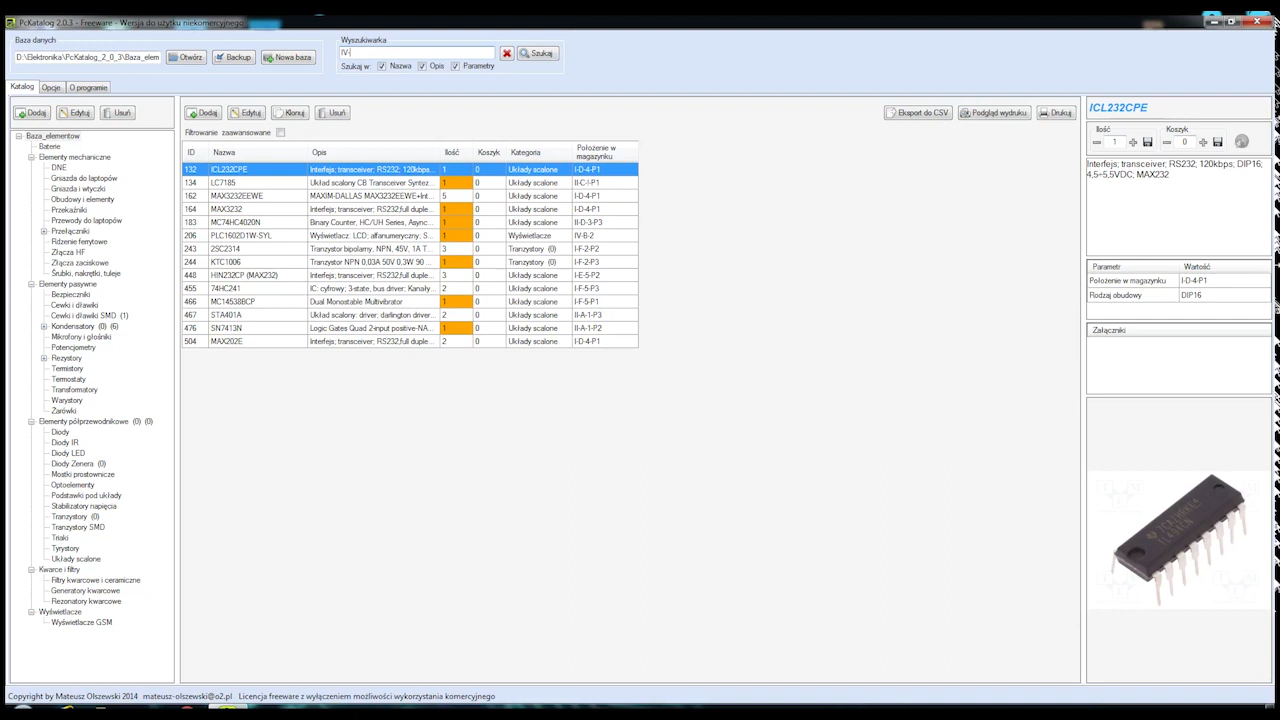 PcKatalog 2.0.3 - Freeware - Wersja do użytku niekomercyjnego
Baza danych
D:\Elektronika\PcKatalog_2_0_3\Baza_elem
Otwórz
Backup
Nowa baza
Wyszukiwarka
IV-
Szukaj
Szukaj w: Nazwa Opis Parametry
Katalog Opcje O programie
Dodaj Edytuj Usuń
Baza_elementow
Baterie
Elementy mechaniczne
DNE
Gniazda do laptopów
Gniazda i wtyczki
Obudowy i elementy
Przekaźniki
Przewody do laptopów
Przełączniki
Rdzenie ferrytowe
Złącza HF
Złącza zaciskowe
Śrubki, nakrętki, tuleje
Elementy pasywne
Bezpieczniki
Cewki i dławiki
Cewki i dławiki SMD (1)
Kondensatory (0) (6)
Mikrofony i głośniki
Potencjometry
Rezystory
Termistory
Termostaty
Transformatory
Warystory
Żarówki
Elementy półprzewodnikowe (0) (0)
Diody
Diody IR
Diody LED
Diody Zenera (0)
Mostki prostownicze
Optoelementy
Podstawki pod układy
Stabilizatory napięcia
Tranzystory (0)
Tranzystory SMD
Triaki
Tyrystory
Układy scalone
Kwarce i filtry
Filtry kwarcowe i ceramiczne
Generatory kwarcowe
Rezonatory kwarcowe
Wyświetlacze
Wyświetlacze GSM
Dodaj Edytuj Klonuj Usuń
Eksport do CSV Podgląd wydruku Drukuj
Filtrowanie zaawansowane
ID Nazwa Opis Ilość Koszyk Kategoria Położenie w magazynku
132 ICL232CPE Interfejs; transceiver; RS232; 120kbps... 1 0 Układy scalone I-D-4-P1
134 LC7185 Układ scalony CB Transceiver Syntez... 1 0 Układy scalone II-C-I-P1
162 MAX3232EEWE MAXIM-DALLAS MAX3232EEWE+Int... 5 0 Układy scalone I-D-4-P1
164 MAX3232 Interfejs; transceiver; RS232;full duple... 1 0 Układy scalone I-D-4-P1
183 MC74HC4020N Binary Counter, HC/UH Series, Async... 1 0 Układy scalone II-D-3-P3
206 PLC1602D1W-SYL Wyświetlacz: LCD; alfanumeryczny; S... 1 0 Wyświetlacze IV-B-2
243 2SC2314 Tranzystor bipolarny, NPN, 45V, 1A T... 3 0 Tranzystory (0) I-F-2-P2
244 KTC1006 Tranzystor NPN 0,03A 50V 0,3W 90 ... 1 0 Tranzystory (0) I-F-2-P3
448 HIN232CP (MAX232) Interfejs; transceiver; RS232;full duple... 3 0 Układy scalone I-E-5-P2
455 74HC241 IC: cyfrowy; 3-state, bus driver; Kanały... 2 0 Układy scalone I-F-5-P3
466 MC14538BCP Dual Monostable Multivibrator 1 0 Układy scalone I-F-5-P1
467 STA401A Układ scalony: driver; darlington driver... 2 0 Układy scalone II-A-1-P3
476 SN7413N Logic Gates Quad 2-input positive-NA... 1 0 Układy scalone II-A-1-P2
504 MAX202E Interfejs; transceiver; RS232;full duple... 2 0 Układy scalone I-D-4-P1
ICL232CPE
Ilość Koszyk
1 0
Interfejs; transceiver; RS232; 120kbps; DIP16,
4,5÷5,5VDC, MAX232
Parametr Wartość
Położenie w magazynku I-D-4-P1
Rodzaj obudowy DIP16
Załączniki
Copyright by Mateusz Olszewski 2014 mateusz-olszewski@o2.pl Licencja freeware z wyłączeniem możliwości wykorzystania komercyjnego